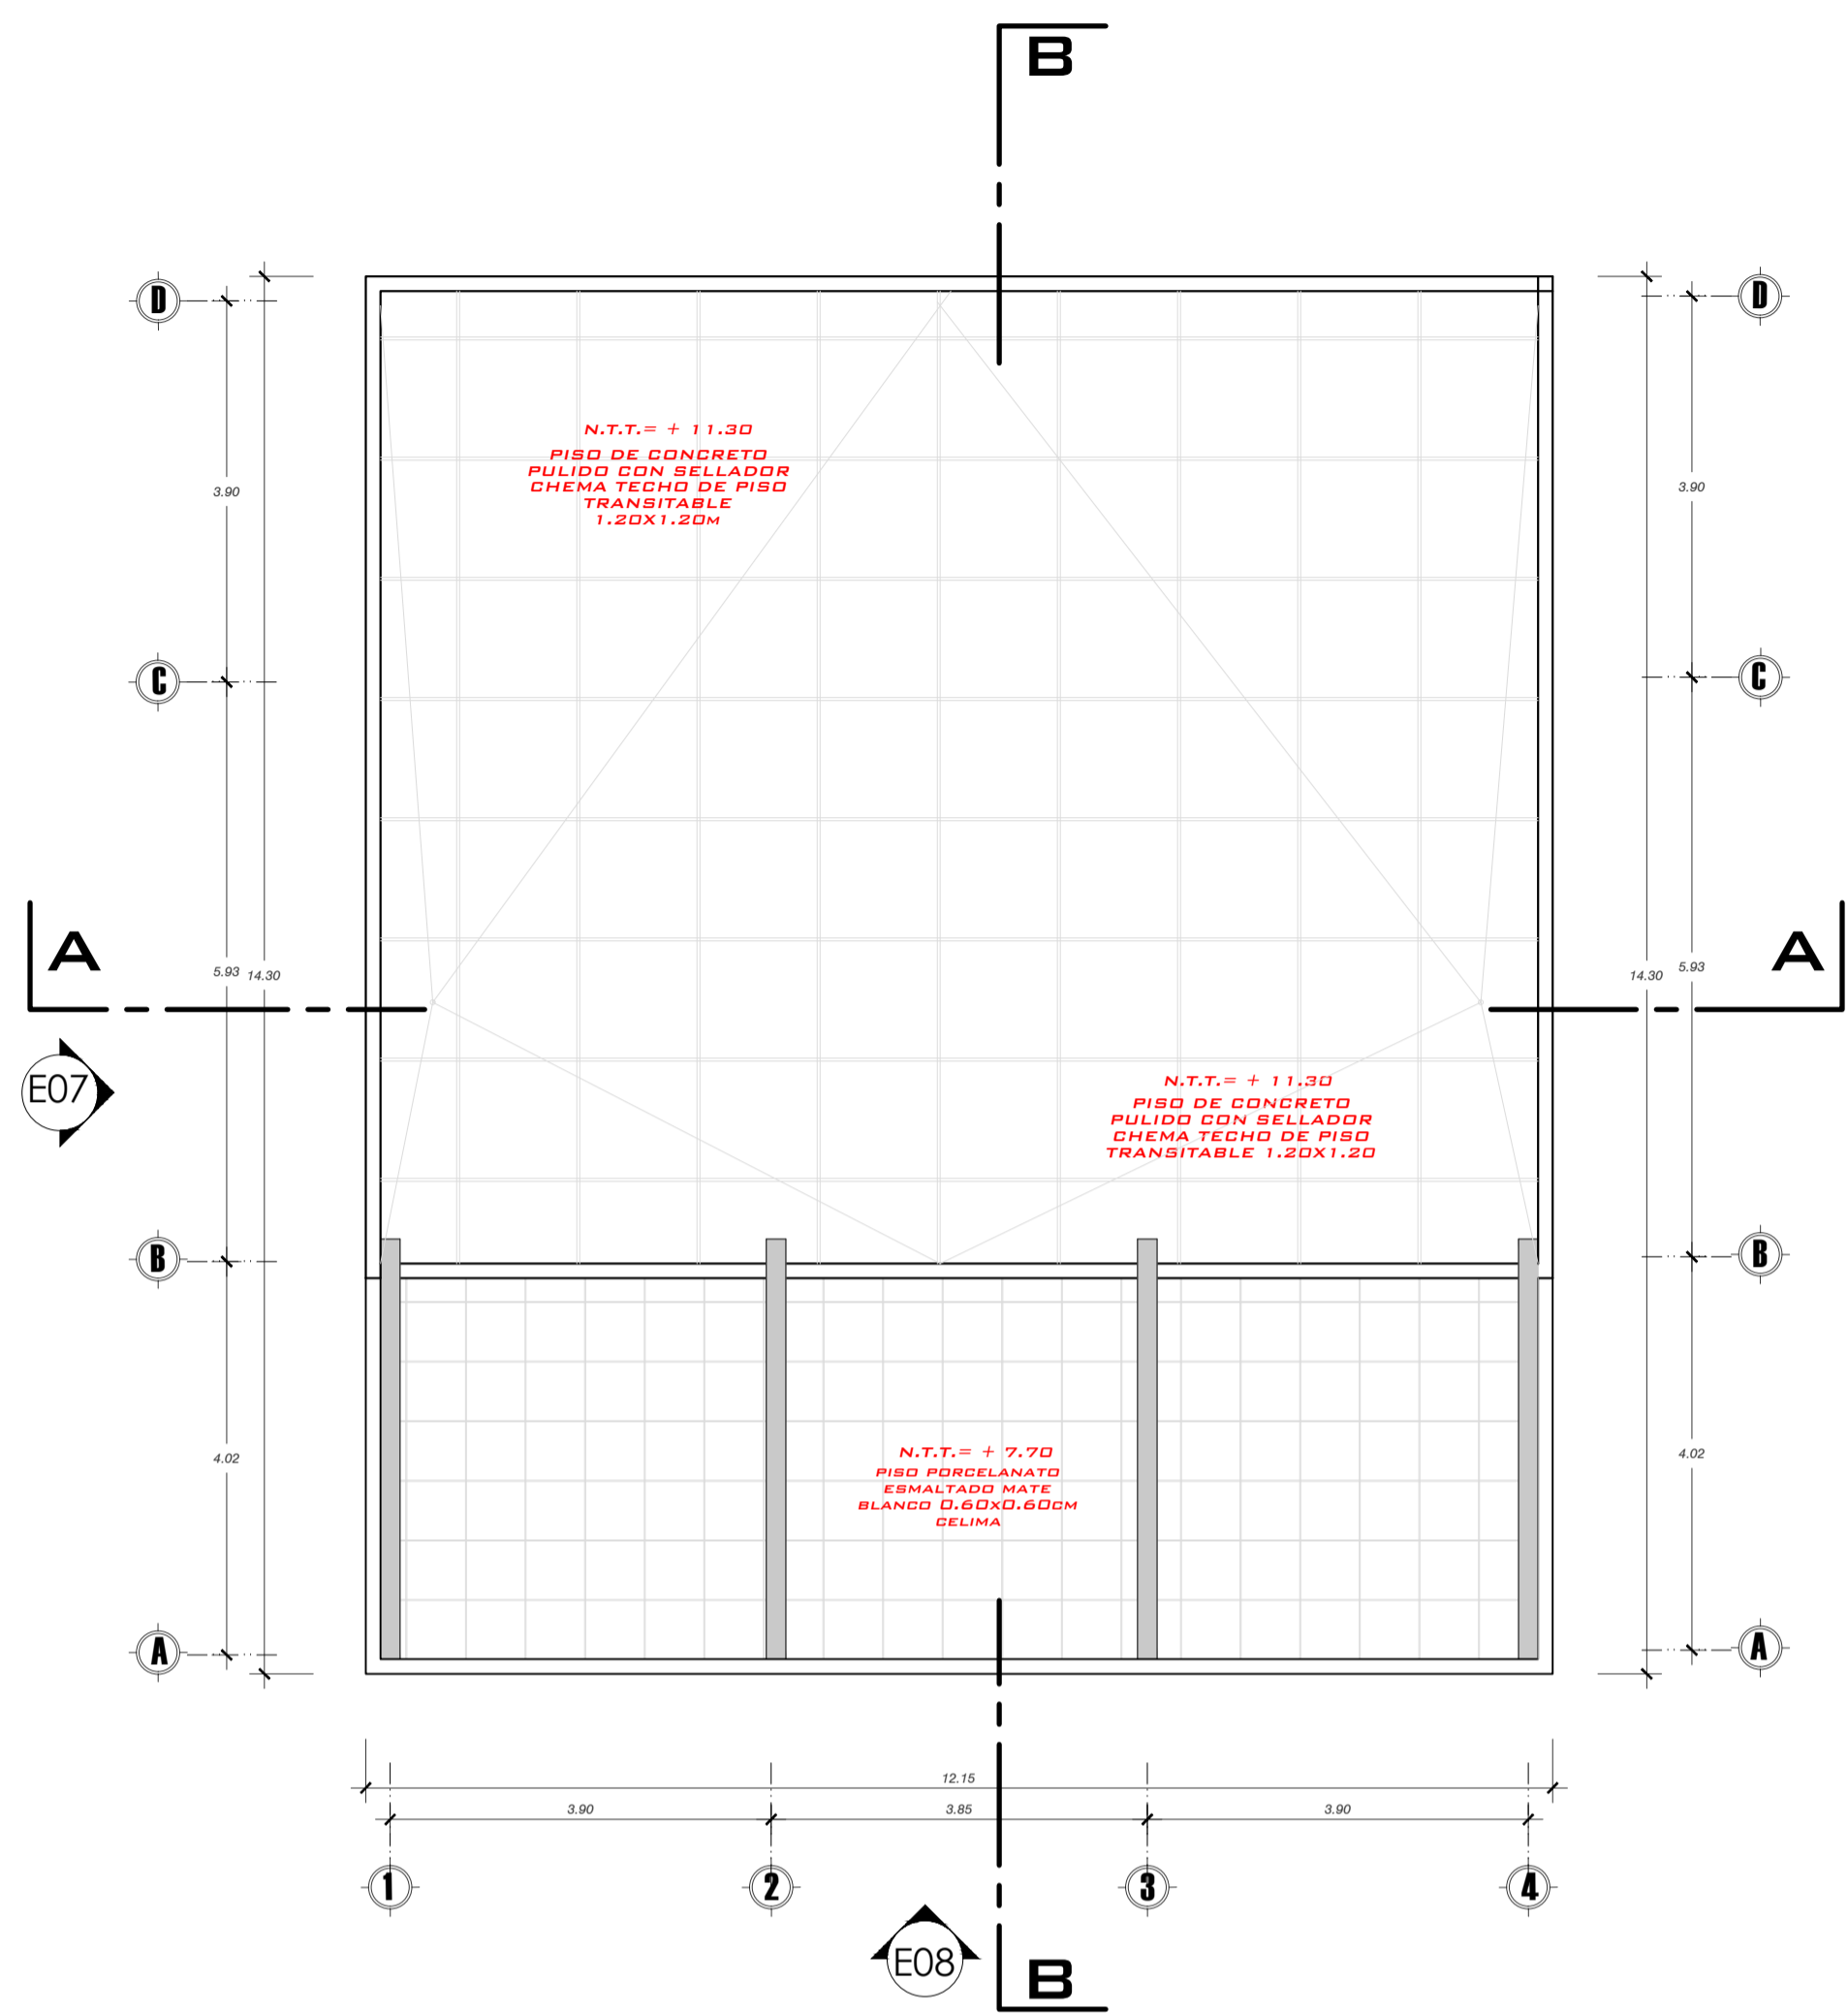 B
D
D
N.T.T.= + 11.30
PISO DE CONCRETO
PULIDO CON SELLADOR
CHEMA TECHO DE PISO
TRANSITABLE
1.20X1.20M
3.90
3.90
C
C
A
A
5.93
14.30
14.30
5.93
E07
N.T.T.= + 11.30
PISO DE CONCRETO
PULIDO CON SELLADOR
CHEMA TECHO DE PISO
TRANSITABLE 1.20X1.20
B
B
N.T.T.= + 7.70
PISO PORCELANATO
ESMALTADO MATE
BLANCO 0.60X0.60CM
CELIMA
4.02
4.02
A
A
12.15
3.90
3.85
3.90
1
2
3
4
E08
B